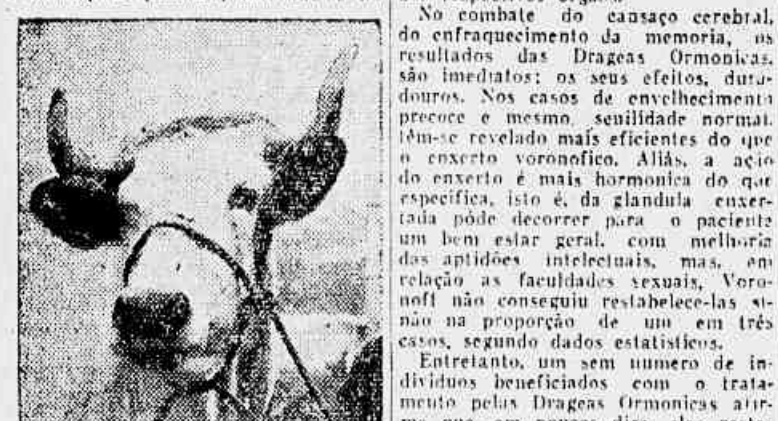 No combate do cansaço cerebral,
do enfraquecimento da memoria, os
resultados das Drageas Ormonicas,
são imediatos; os seus efeitos, dura-
douros. Nos casos de envelhecimento
precoce e mesmo, senilidade normal,
têm-se revelado mais eficientes do que
o enxerto voronofico. Aliás, a ação
do enxerto é mais hormonica do que
especifica, isto é, da glandula enxer-
tada póde decorrer para o paciente
um bem estar geral, com melhoria
das aptidões intelectuais, mas, em
relação as faculdades sexuais, Voro-
noff não conseguiu restabelece-las si-
não na proporção de um em três
casos, segundo dados estatisticos.
Entretanto, um sem numero de in-
dividuos beneficiados com o trata-
mento pelas Drageas Ormonicas afir-